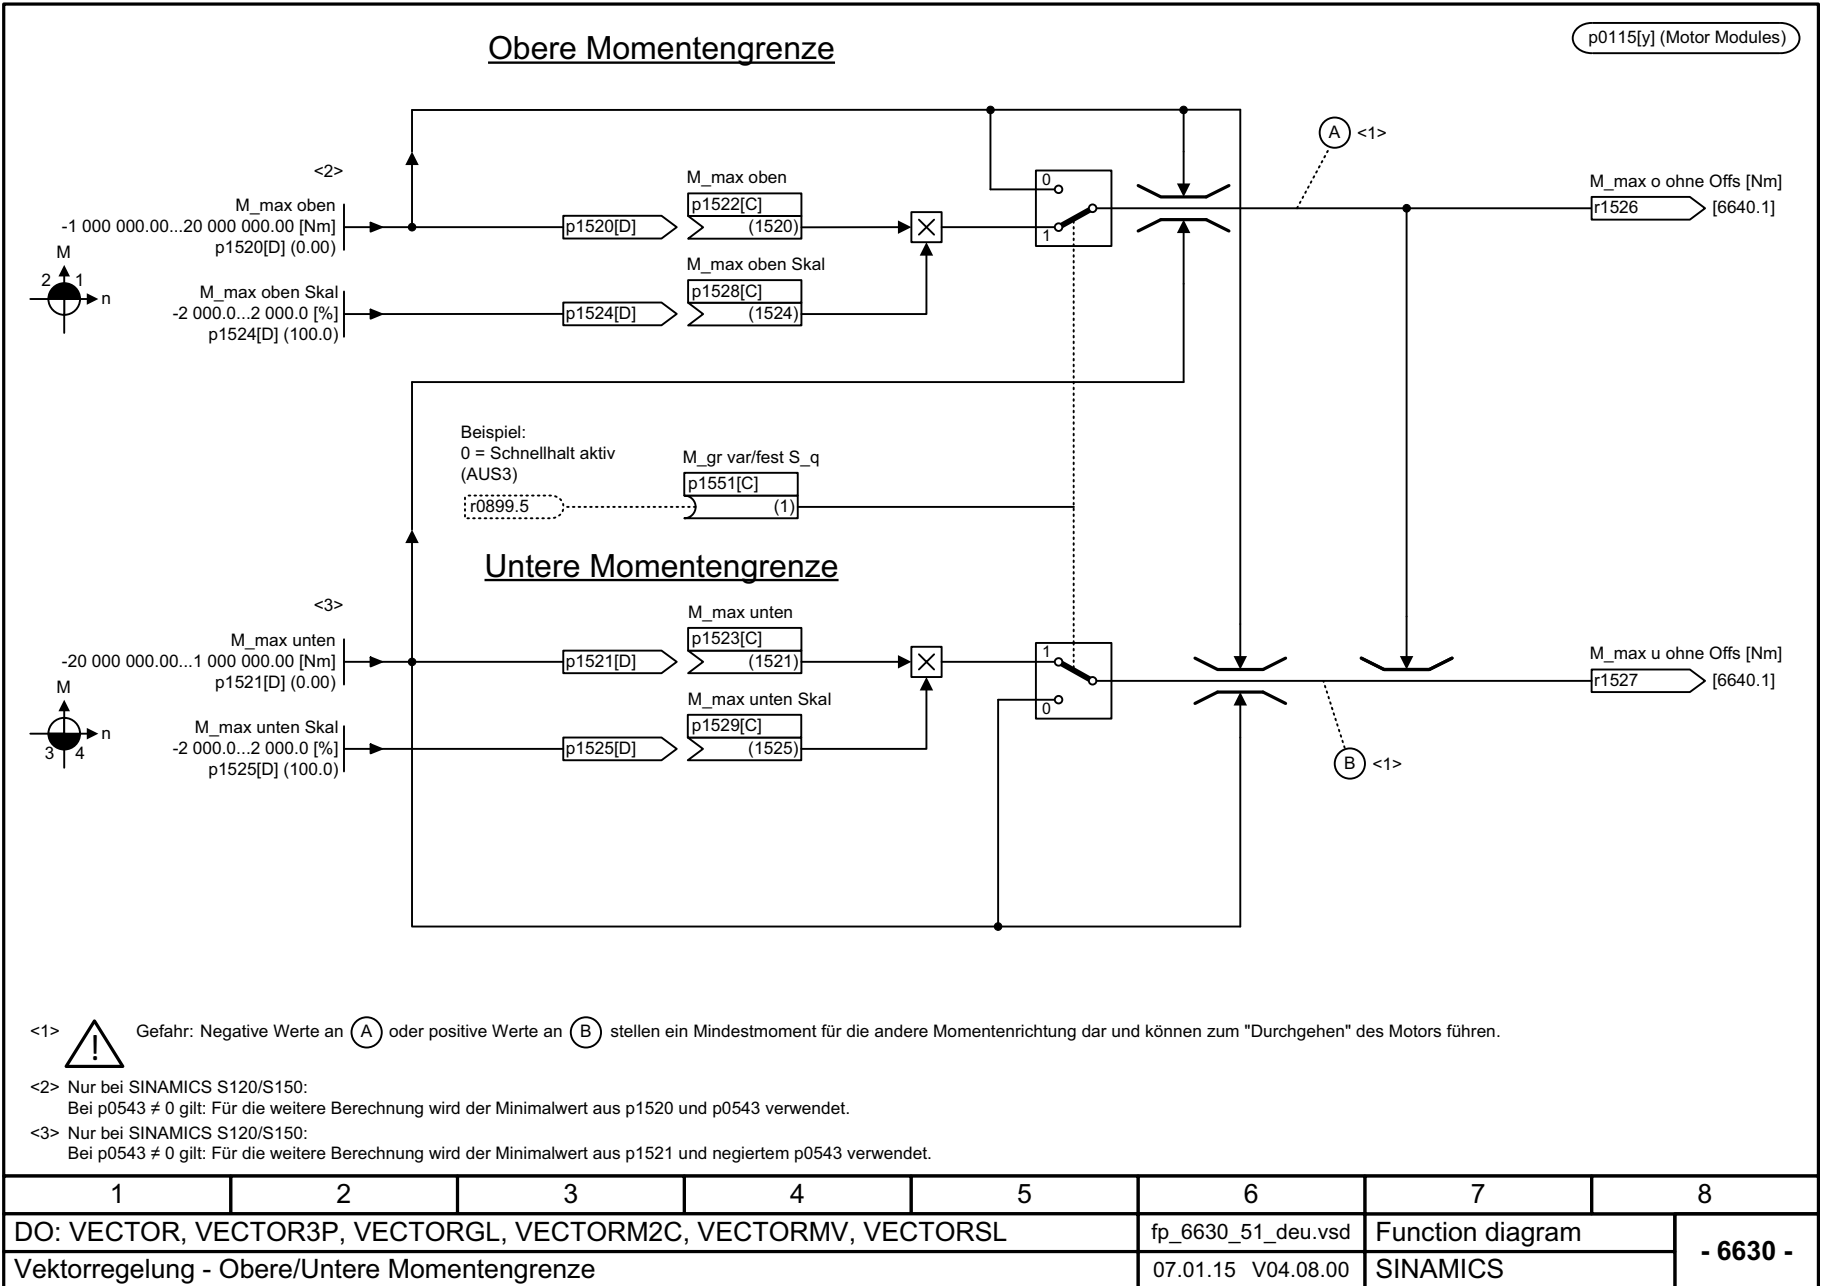 Obere Momentengrenze
p0115[y] (Motor Modules)
A <1>
<2>
M_max oben
-1 000 000.00...20 000 000.00 [Nm]
p1520[D] (0.00)
M
2 1
n
M_max oben Skal
-2 000.0...2 000.0 [%]
p1524[D] (100.0)
p1520[D]
M_max oben
p1522[C]
(1520)
p1524[D]
M_max oben Skal
p1528[C]
(1524)
0
1
M_max o ohne Offs [Nm]
r1526 [6640.1]
Beispiel:
0 = Schnellhalt aktiv
(AUS3)
r0899.5
M_gr var/fest S_q
p1551[C]
(1)
Untere Momentengrenze
<3>
M_max unten
-20 000 000.00...1 000 000.00 [Nm]
p1521[D] (0.00)
M
n
3 4
M_max unten Skal
-2 000.0...2 000.0 [%]
p1525[D] (100.0)
p1521[D]
M_max unten
p1523[C]
(1521)
p1525[D]
M_max unten Skal
p1529[C]
(1525)
1
0
M_max u ohne Offs [Nm]
r1527 [6640.1]
B <1>
<1> ! Gefahr: Negative Werte an A oder positive Werte an B stellen ein Mindestmoment für die andere Momentenrichtung dar und können zum "Durchgehen" des Motors führen.
<2> Nur bei SINAMICS S120/S150:
Bei p0543 ≠ 0 gilt: Für die weitere Berechnung wird der Minimalwert aus p1520 und p0543 verwendet.
<3> Nur bei SINAMICS S120/S150:
Bei p0543 ≠ 0 gilt: Für die weitere Berechnung wird der Minimalwert aus p1521 und negiertem p0543 verwendet.
1 2 3 4 5 6 7 8
DO: VECTOR, VECTOR3P, VECTORGL, VECTORM2C, VECTORMV, VECTORSL
fp_6630_51_deu.vsd
Function diagram
- 6630 -
Vektorregelung - Obere/Untere Momentengrenze
07.01.15 V04.08.00
SINAMICS